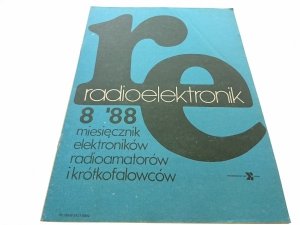 re
radioelektronik
8 '88
miesięcznik
elektroników
radioamatorów
i krótkofalowców